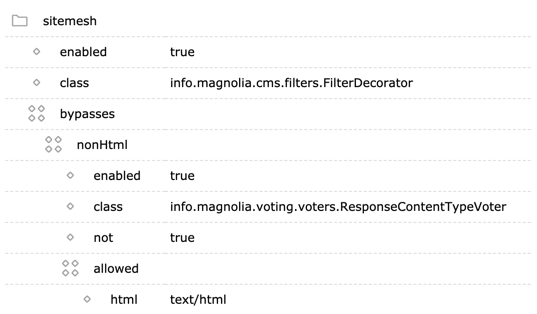 sitemesh
enabled true
class info.magnolia.cms.filters.FilterDecorator
bypasses
nonHtml
enabled true
class info.magnolia.voting.voters.ResponseContentTypeVoter
not true
allowed
html text/html